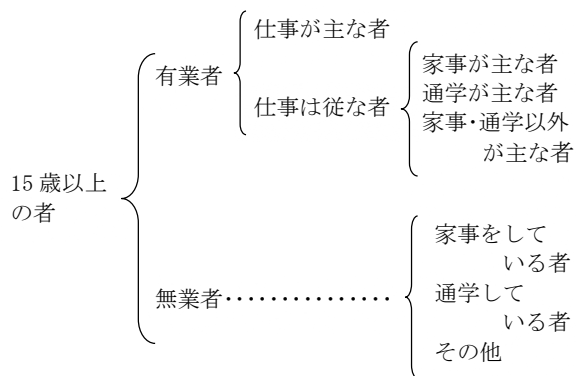 仕事が主な者
有業者
仕事は従な者
家事が主な者
通学が主な者
家事・通学以外
が主な者
15歳以上
の者
無業者・・・・・・・・・・・・・・・
家事をして
いる者
通学して
いる者
その他